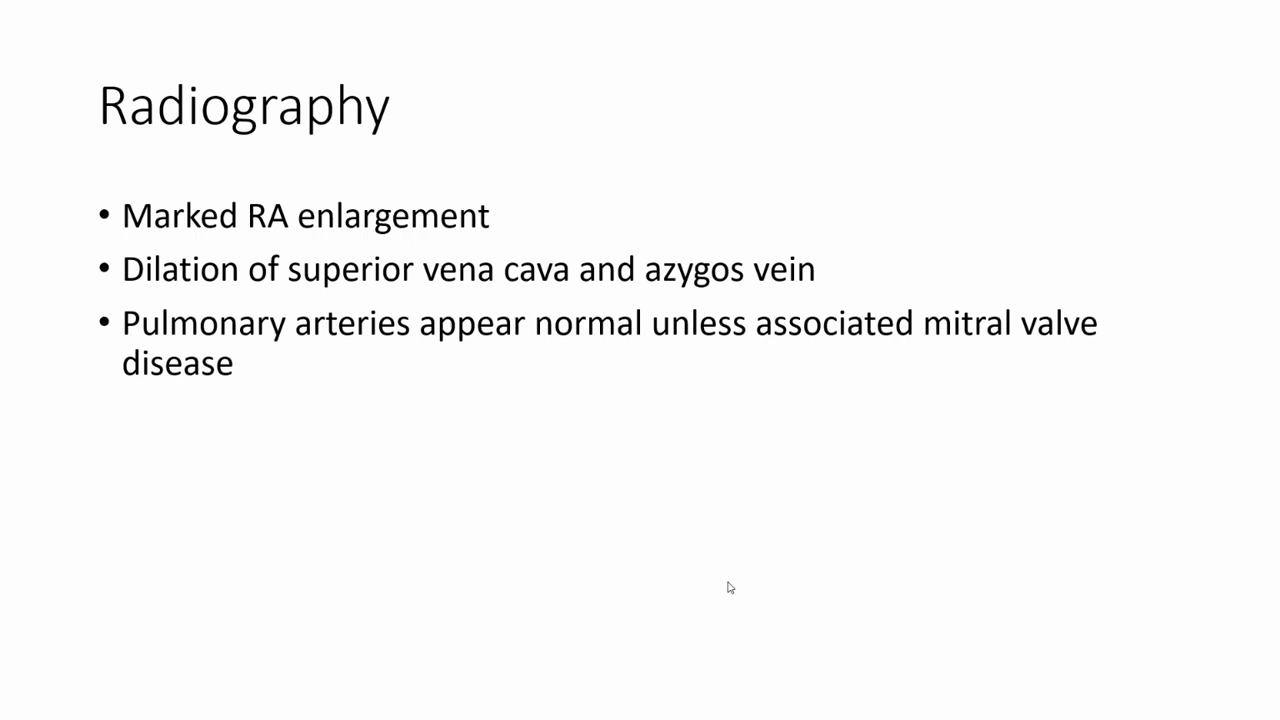 Radiography
• Marked RA enlargement
• Dilation of superior vena cava and azygos vein
• Pulmonary arteries appear normal unless associated mitral valve
disease